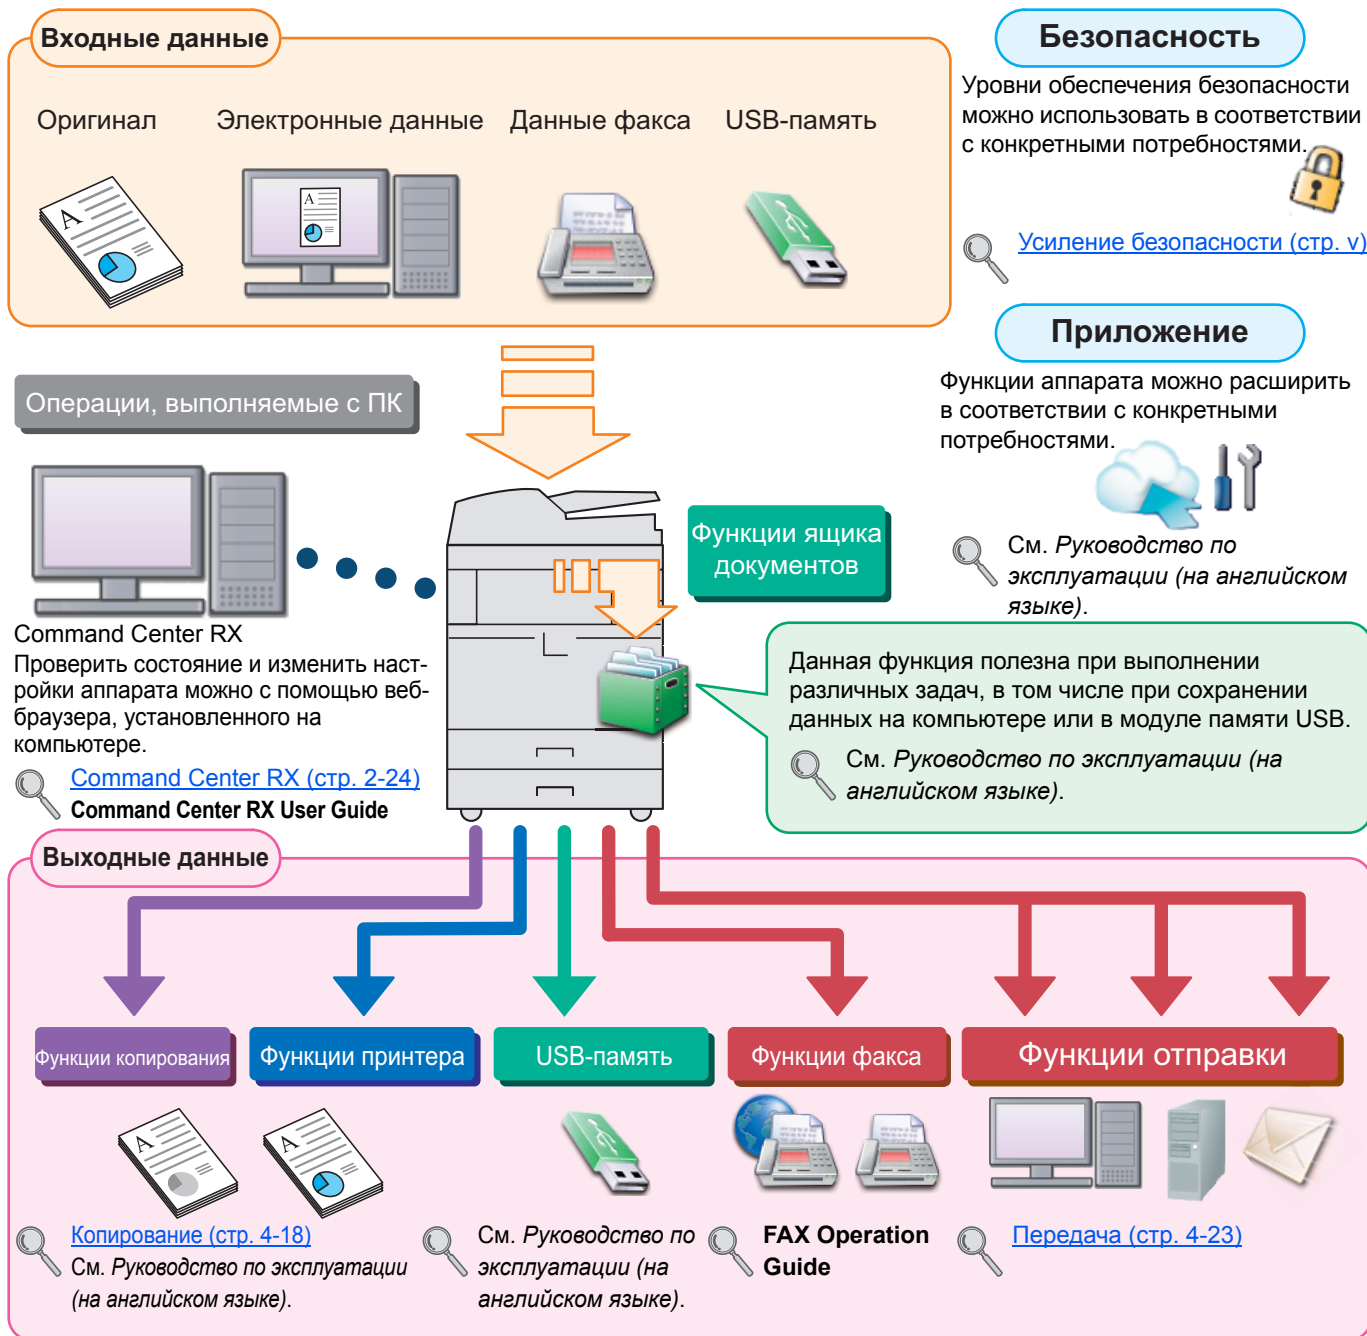 Входные данные
Оригинал
Электронные данные
Данные факса
USB-память
Безопасность
Уровни обеспечения безопасности
можно использовать в соответствии
с конкретными потребностями.
Усиление безопасности (стр. v)
Приложение
Функции аппарата можно расширить
в соответствии с конкретными
потребностями.
См. Руководство по
эксплуатации (на английском
языке).
Операции, выполняемые с ПК
Command Center RX
Проверить состояние и изменить наст-
ройки аппарата можно с помощью веб-
браузера, установленного на
компьютере.
Command Center RX (стр. 2-24)
Command Center RX User Guide
Функции ящика
документов
Данная функция полезна при выполнении
различных задач, в том числе при сохранении
данных на компьютере или в модуле памяти USB.
См. Руководство по эксплуатации (на
английском языке).
Выходные данные
Функции копирования
Функции принтера
USB-память
Функции факса
Функции отправки
Копирование (стр. 4-18)
См. Руководство по эксплуатации
(на английском языке).
См. Руководство по
эксплуатации (на
английском языке).
FAX Operation
Guide
Передача (стр. 4-23)